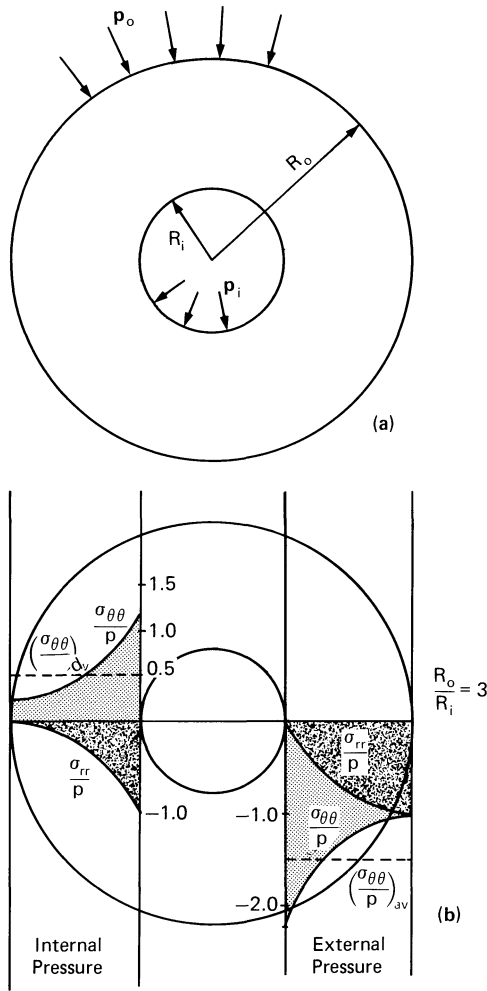 p_o
R_o
R_i
p_i
(a)
1.5
σ_θθ/p
1.0
(σ_θθ/ )_dv
0.5
R_o/R_i = 3
σ_rr/p
σ_rr/p
−1.0
−1.0
σ_θθ/p
(σ_θθ/p)_av
−2.0
(b)
Internal
Pressure
External
Pressure